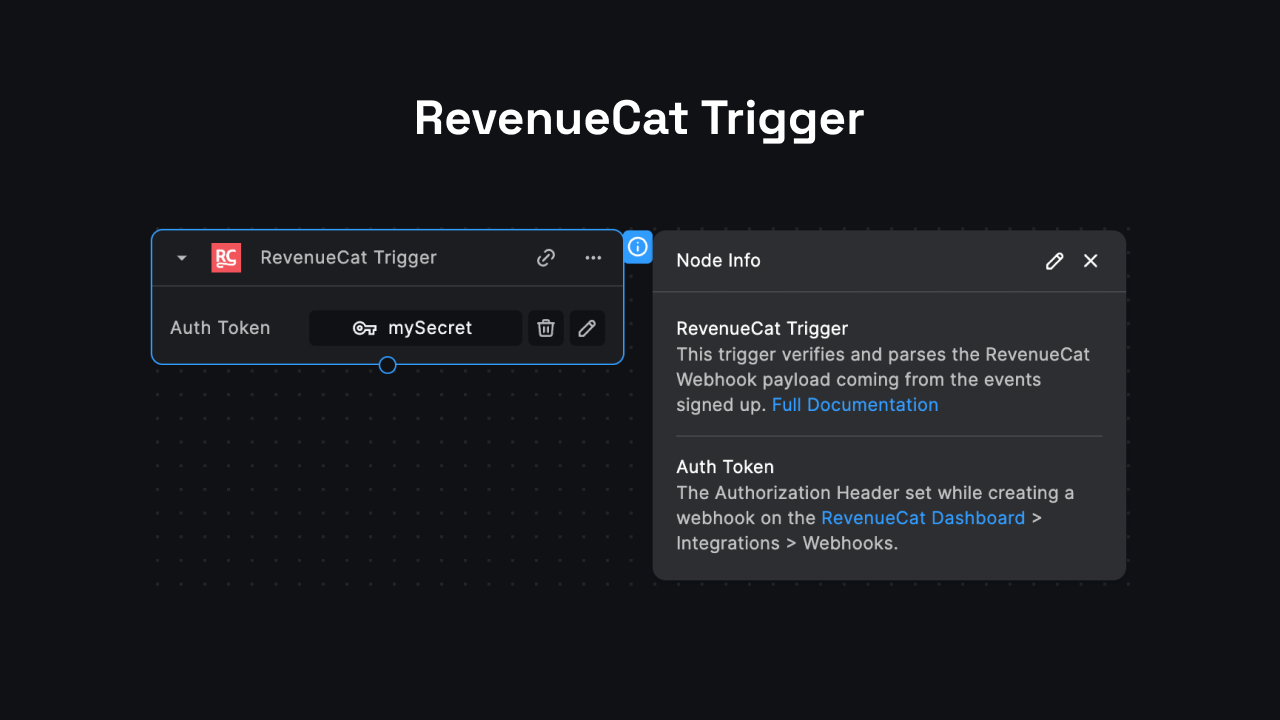 RevenueCat Trigger
RC
RevenueCat Trigger
Auth Token
mySecret
Node Info
RevenueCat Trigger
This trigger verifies and parses the RevenueCat
Webhook payload coming from the events
signed up. Full Documentation
Auth Token
The Authorization Header set while creating a
webhook on the RevenueCat Dashboard >
Integrations > Webhooks.